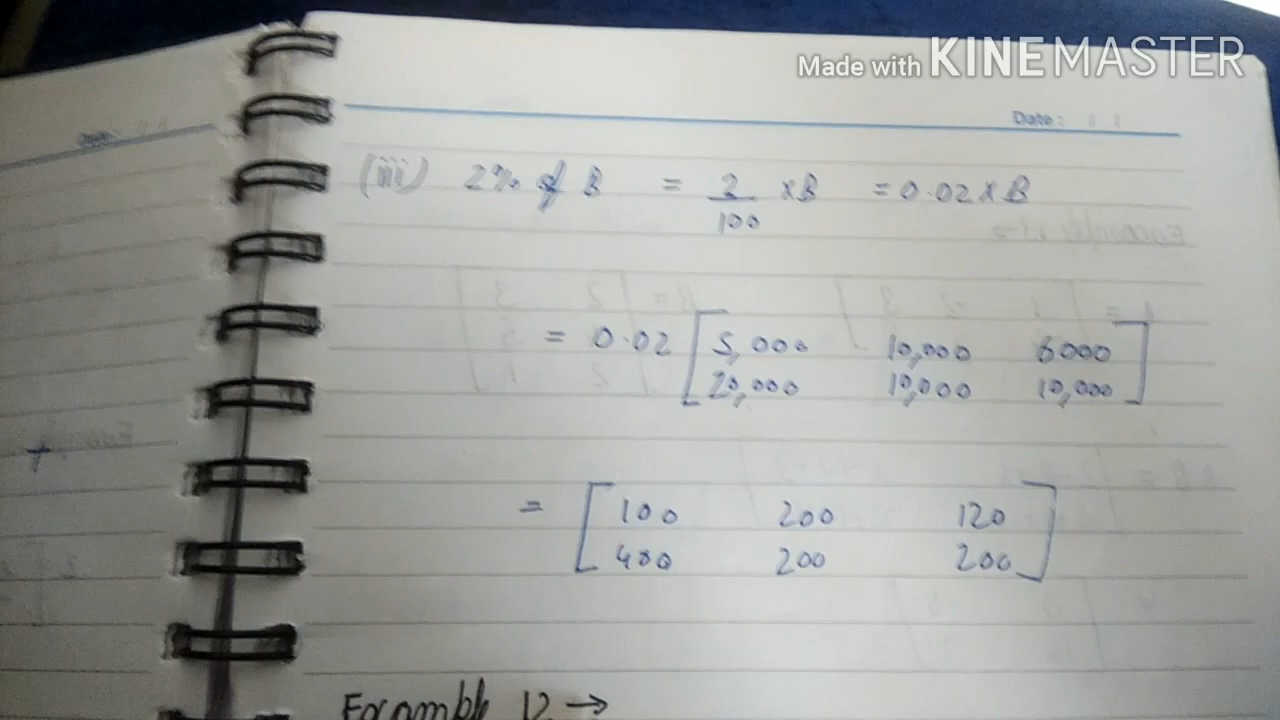 Made with KINEMASTER
Date:
(iii) 2% of B = 2/100 × B = 0.02 × B
= 0.02 [ 5,000 10,000 6000
20,000 10,000 10,000 ]
= [ 100 200 120
400 200 200 ]
Example 12 →